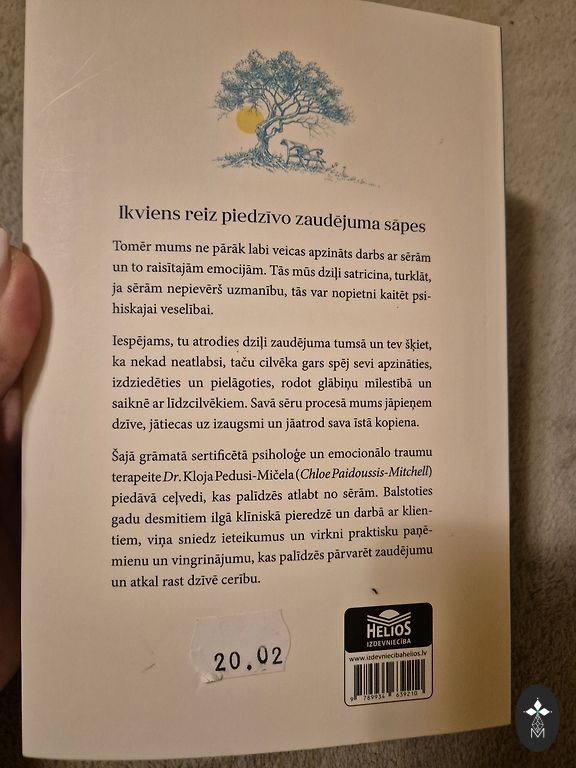 Ikviens reiz piedzīvo zaudējuma sāpes
Tomēr mums ne pārāk labi veicas apzināts darbs ar sērām
un to raisītajām emocijām. Tās mūs dziļi satricina, turklāt,
ja sērām nepievērš uzmanību, tās var nopietni kaitēt psi-
hiskajai veselībai.
Iespējams, tu atrodies dziļi zaudējuma tumsā un tev šķiet,
ka nekad neatlabsi, taču cilvēka gars spēj sevi apzināties,
izdziedēties un pielāgoties, rodot glābiņu mīlestībā un
saiknē ar līdzcilvēkiem. Savā sēru procesā mums jāpieņem
dzīve, jātiecas uz izaugsmi un jāatrod sava īstā kopiena.
Šajā grāmatā sertificētā psiholoģe un emocionālo traumu
terapeite Dr. Kloja Pedusi-Mičela (Chloe Paidoussis-Mitchell)
piedāvā ceļvedi, kas palīdzēs atlabt no sērām. Balstoties
gadu desmitiem ilgā klīniskā pieredzē un darbā ar klien-
tiem, viņa sniedz ieteikumus un virkni praktisku paņē-
mienu un vingrinājumu, kas palīdzēs pārvarēt zaudējumu
un atkal rast dzīvē cerību.
HELIOS
IZDEVNIECĪBA
www.izdevniecibahelios.lv
20.02
9 789934 639210
M